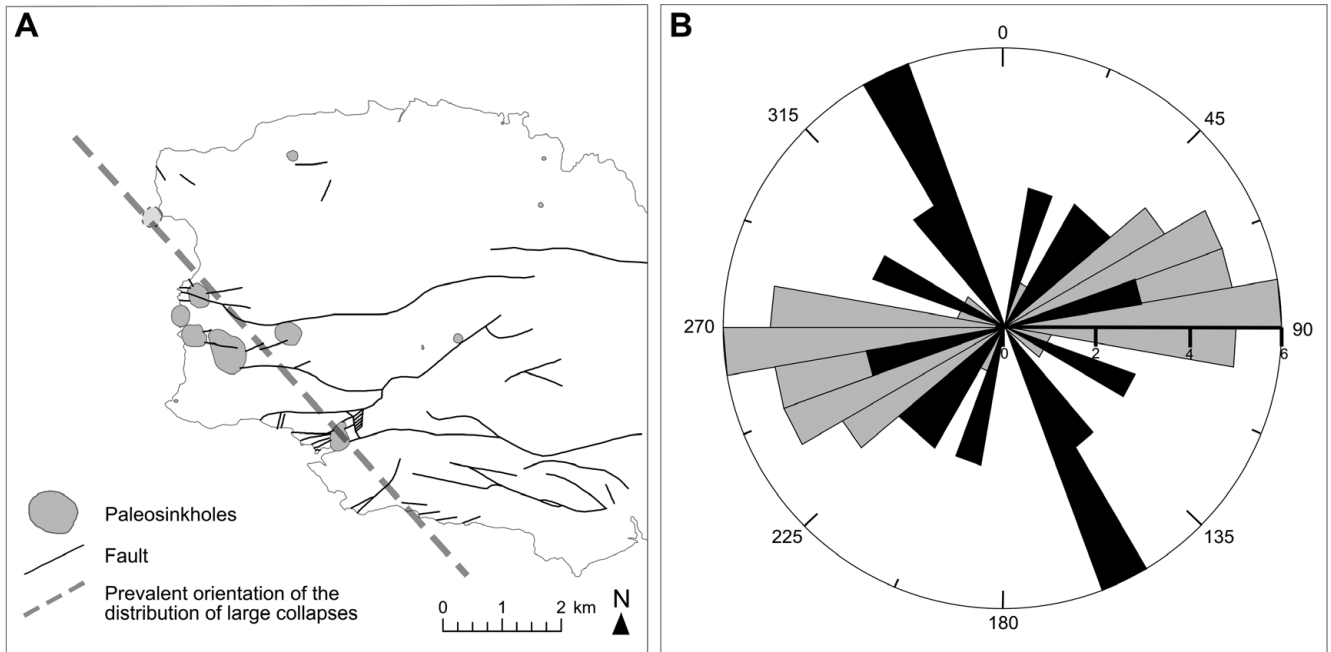 A
Paleosinkholes
Fault
Prevalent orientation of the
distribution of large collapses
0 1 2 km
N
B
0
315
45
270
90
0 2 4 6
225
135
180